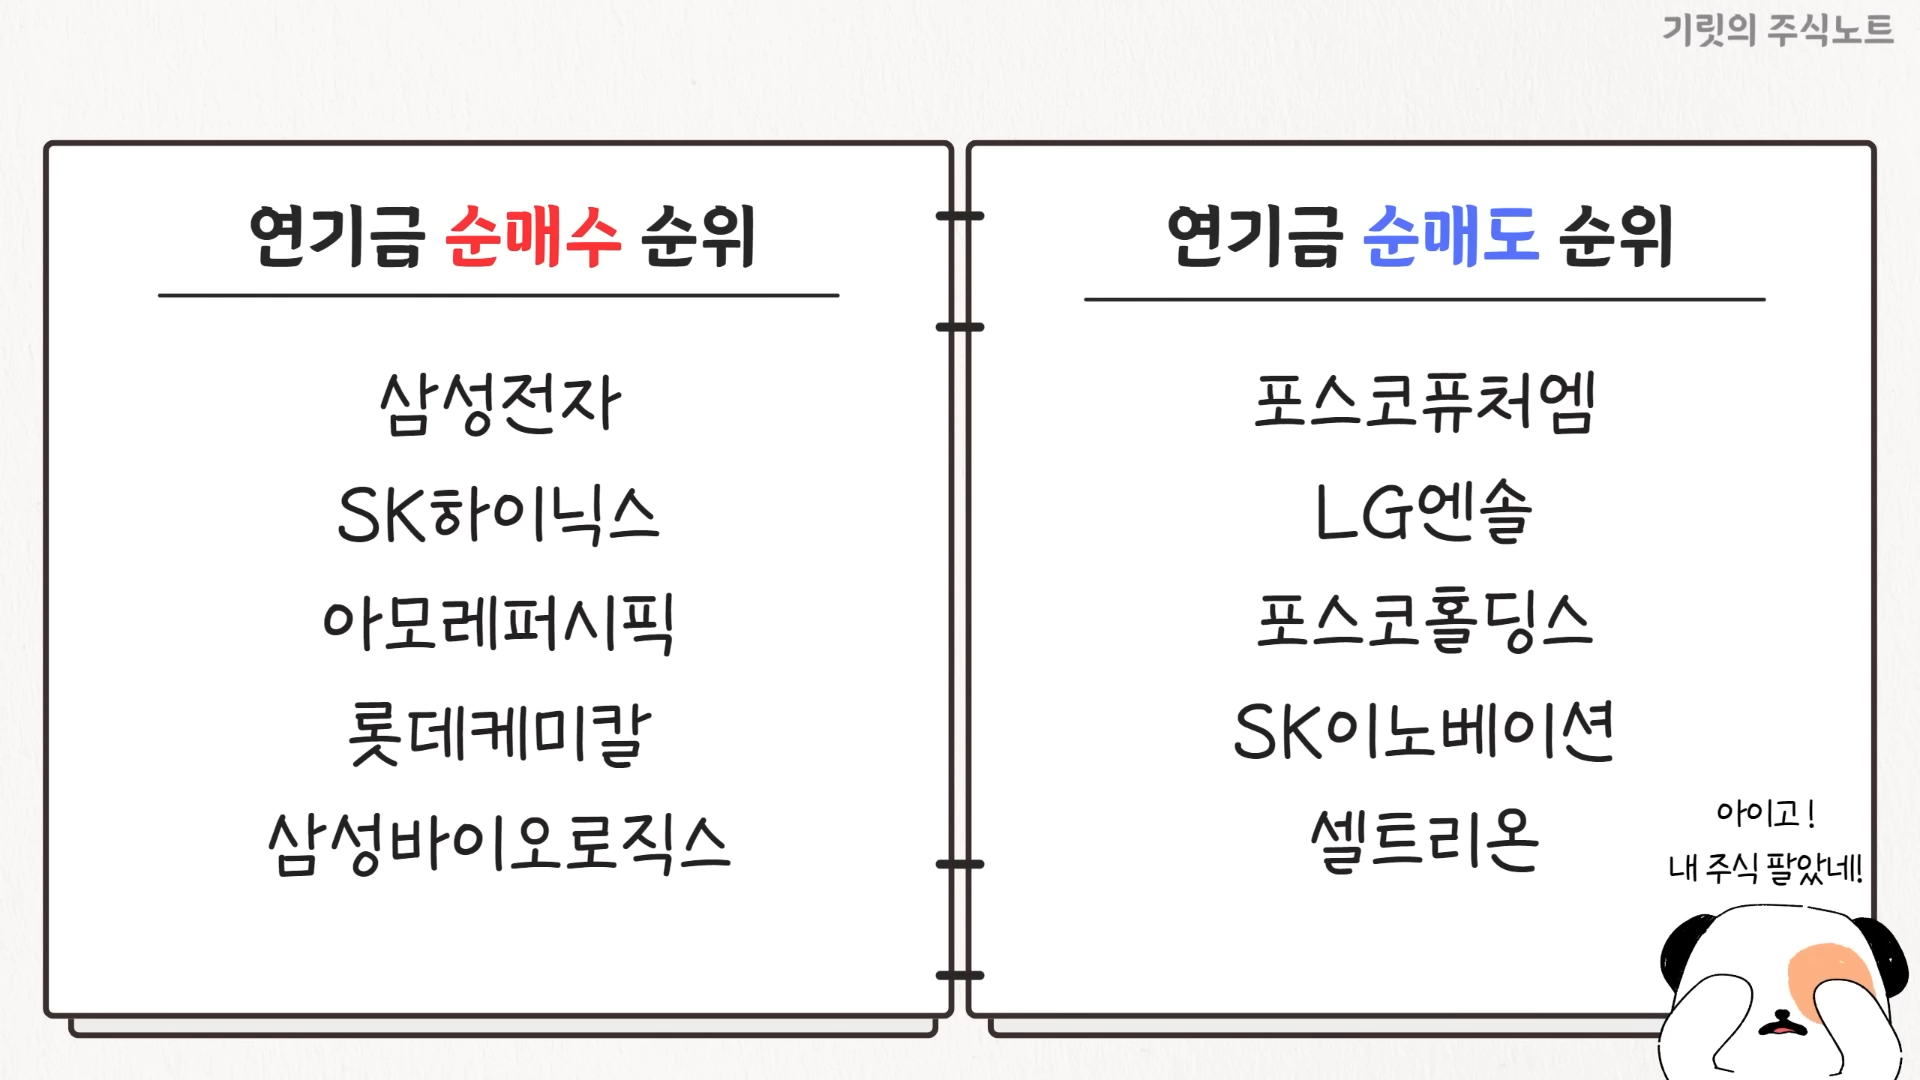 기릿의 주식노트
연기금 순매수 순위
삼성전자
SK하이닉스
아모레퍼시픽
롯데케미칼
삼성바이오로직스
연기금 순매도 순위
포스코퓨처엠
LG엔솔
포스코홀딩스
SK이노베이션
셀트리온
아이고!
내 주식 팔았네!